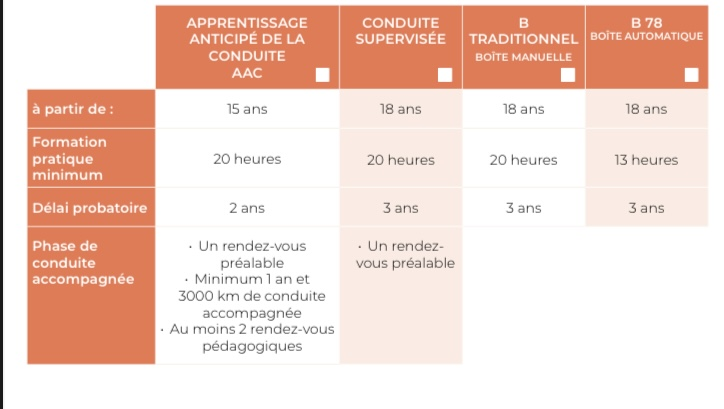 APPRENTISSAGE
ANTICIPÉ DE LA
CONDUITE
AAC
CONDUITE
SUPERVISÉE
B
TRADITIONNEL
BOÎTE MANUELLE
B 78
BOÎTE AUTOMATIQUE
à partir de :
15 ans
18 ans
18 ans
18 ans
Formation
pratique
minimum
20 heures
20 heures
20 heures
13 heures
Délai probatoire
2 ans
3 ans
3 ans
3 ans
Phase de
conduite
accompagnée
• Un rendez-vous
préalable
• Minimum 1 an et
3000 km de conduite
accompagnée
• Au moins 2 rendez-vous
pédagogiques
• Un rendez-
vous préalable